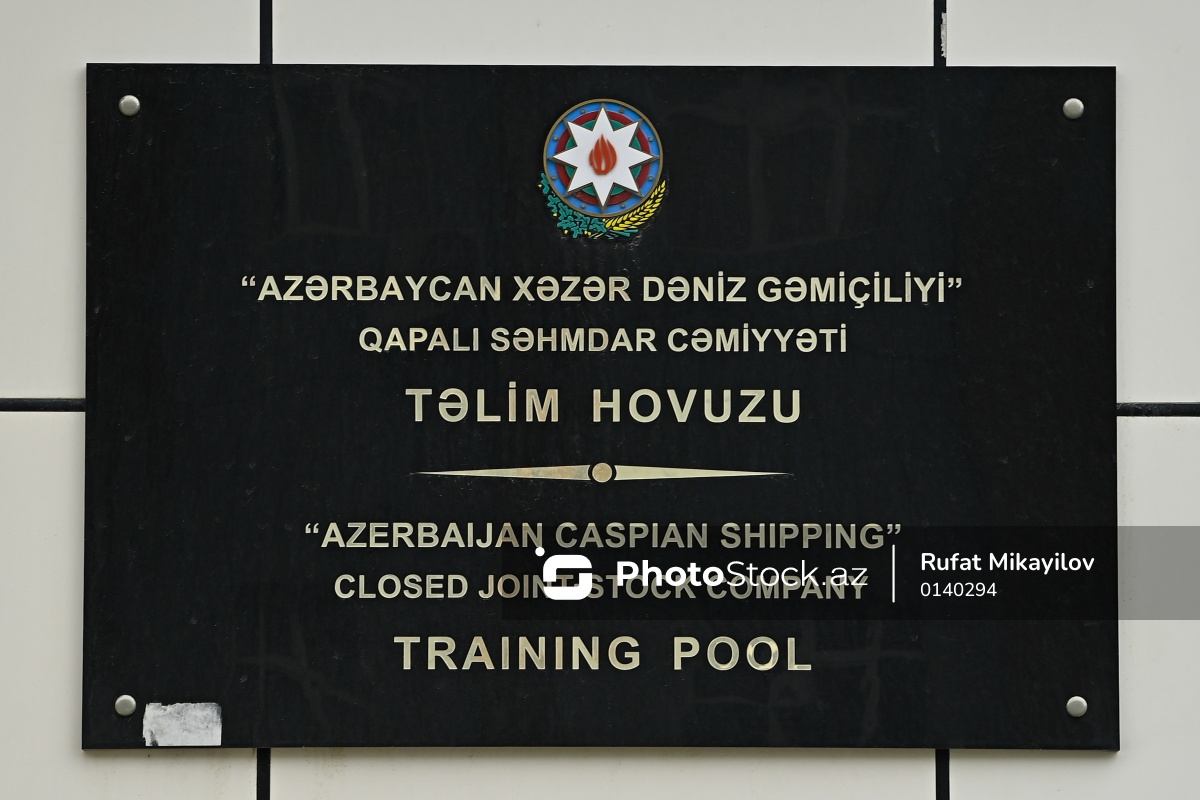 “AZƏRBAYCAN XƏZƏR DƏNİZ GƏMİÇİLİYİ”
QAPALI SƏHMDAR CƏMİYYƏTİ
TƏLİM HOVUZU
“AZERBAIJAN CASPIAN SHIPPING”
CLOSED JOINT STOCK COMPANY
TRAINING POOL
PhotoStock.az
Rufat Mikayilov
0140294